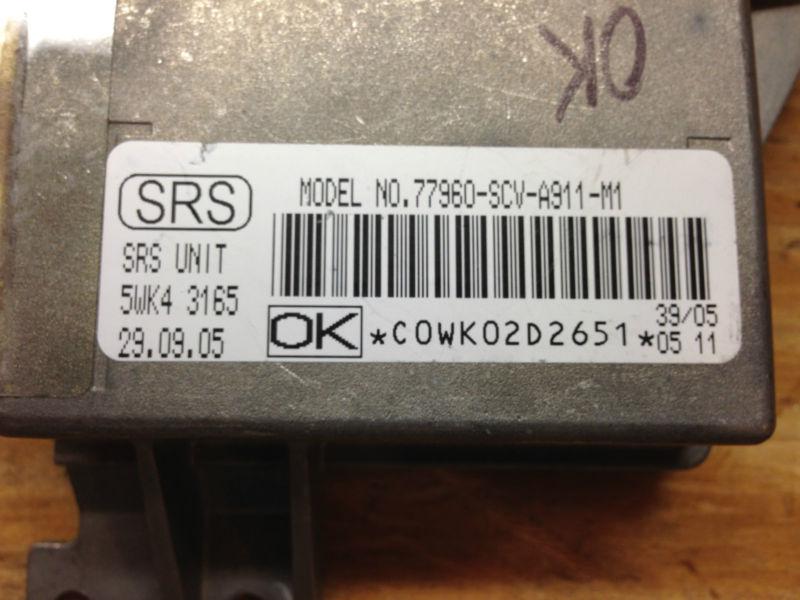 OK
SRS
MODEL NO.77960-SCV-A911-M1
SRS UNIT
5WK4 3165
29.09.05
OK
*C0WK02D2651*
39/05
05 11